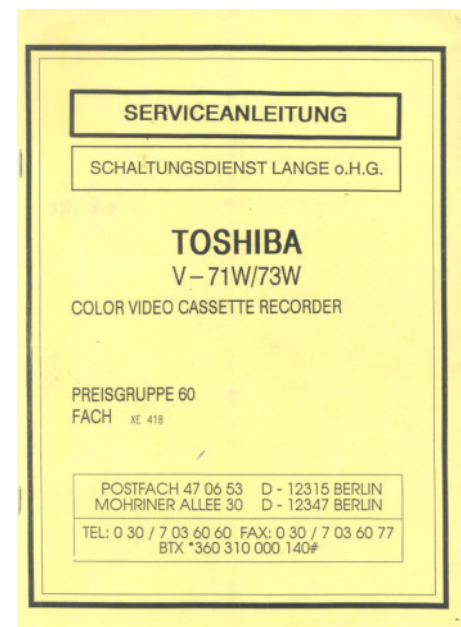 SERVICEANLEITUNG
SCHALTUNGSDIENST LANGE o.H.G.
TOSHIBA
V-71W/73W
COLOR VIDEO CASSETTE RECORDER
PREISGRUPPE 60
FACH XE 418
POSTFACH 47 06 53 D - 12315 BERLIN
MOHRINER ALLEE 30 D - 12347 BERLIN
TEL: 0 30 / 7 03 60 60 FAX: 0 30 / 7 03 60 77
BTX *360 310 000 140#